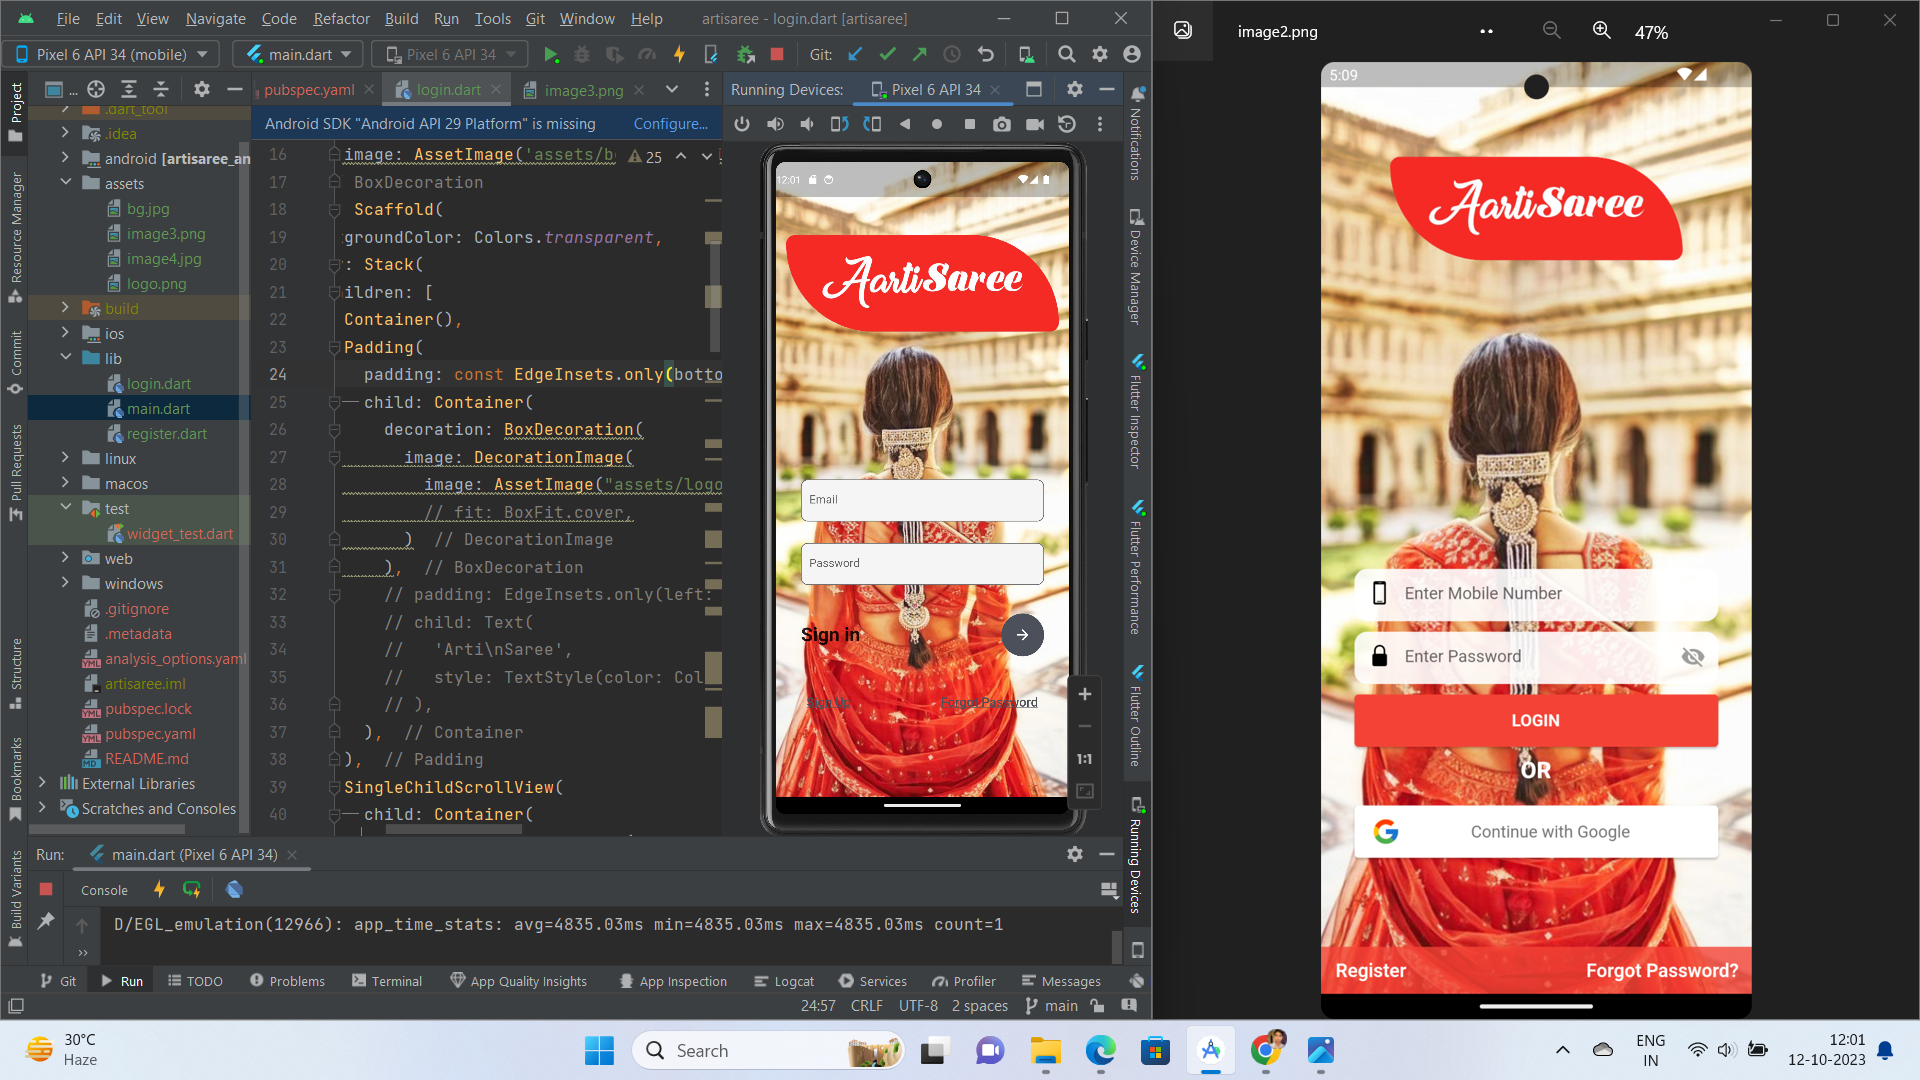 File Edit View Navigate Code Refactor Build Run Tools Git Window Help artisaree - login.dart [artisaree]
Pixel 6 API 34 (mobile) main.dart Pixel 6 API 34 Git:
... pubspec.yaml login.dart image3.png Running Devices: Pixel 6 API 34
Android SDK "Android API 29 Platform" is missing Configure...
Project
Resource Manager
Commit
Pull Requests
Structure
Bookmarks
Build Variants
.dart_tool
.idea
android [artisaree_an
assets
bg.jpg
image3.png
image4.jpg
logo.png
build
ios
lib
login.dart
main.dart
register.dart
linux
macos
test
widget_test.dart
web
windows
.gitignore
.metadata
analysis_options.yaml
artisaree.iml
pubspec.lock
pubspec.yaml
README.md
External Libraries
Scratches and Consoles
16 image: AssetImage('assets/b 25
17 BoxDecoration
18 Scaffold(
19 groundColor: Colors.transparent,
20 : Stack(
21 ildren: [
22 Container(),
23 Padding(
24 padding: const EdgeInsets.only(botto
25 child: Container(
26 decoration: BoxDecoration(
27 image: DecorationImage(
28 image: AssetImage("assets/logo
29 // fit: BoxFit.cover,
30 ) // DecorationImage
31 ), // BoxDecoration
32 // padding: EdgeInsets.only(left:
33 // child: Text(
34 // 'Arti\nSaree',
35 // style: TextStyle(color: Col
36 // ),
37 ), // Container
38 ), // Padding
39 SingleChildScrollView(
40 child: Container(
12:01
AartiSaree
Email
Password
Sign in
Sign Up Forgot Password
1:1
Notifications
Device Manager
Flutter Inspector
Flutter Performance
Flutter Outline
Running Devices
Run: main.dart (Pixel 6 API 34)
Console
D/EGL_emulation(12966): app_time_stats: avg=4835.03ms min=4835.03ms max=4835.03ms count=1
Git Run TODO Problems Terminal App Quality Insights App Inspection Logcat Services Profiler Messages
24:57 CRLF UTF-8 2 spaces main
image2.png 47%
5:09
AartiSaree
Enter Mobile Number
Enter Password
LOGIN
OR
Continue with Google
Register Forgot Password?
30°C
Haze
Search
ENG
IN
12:01
12-10-2023